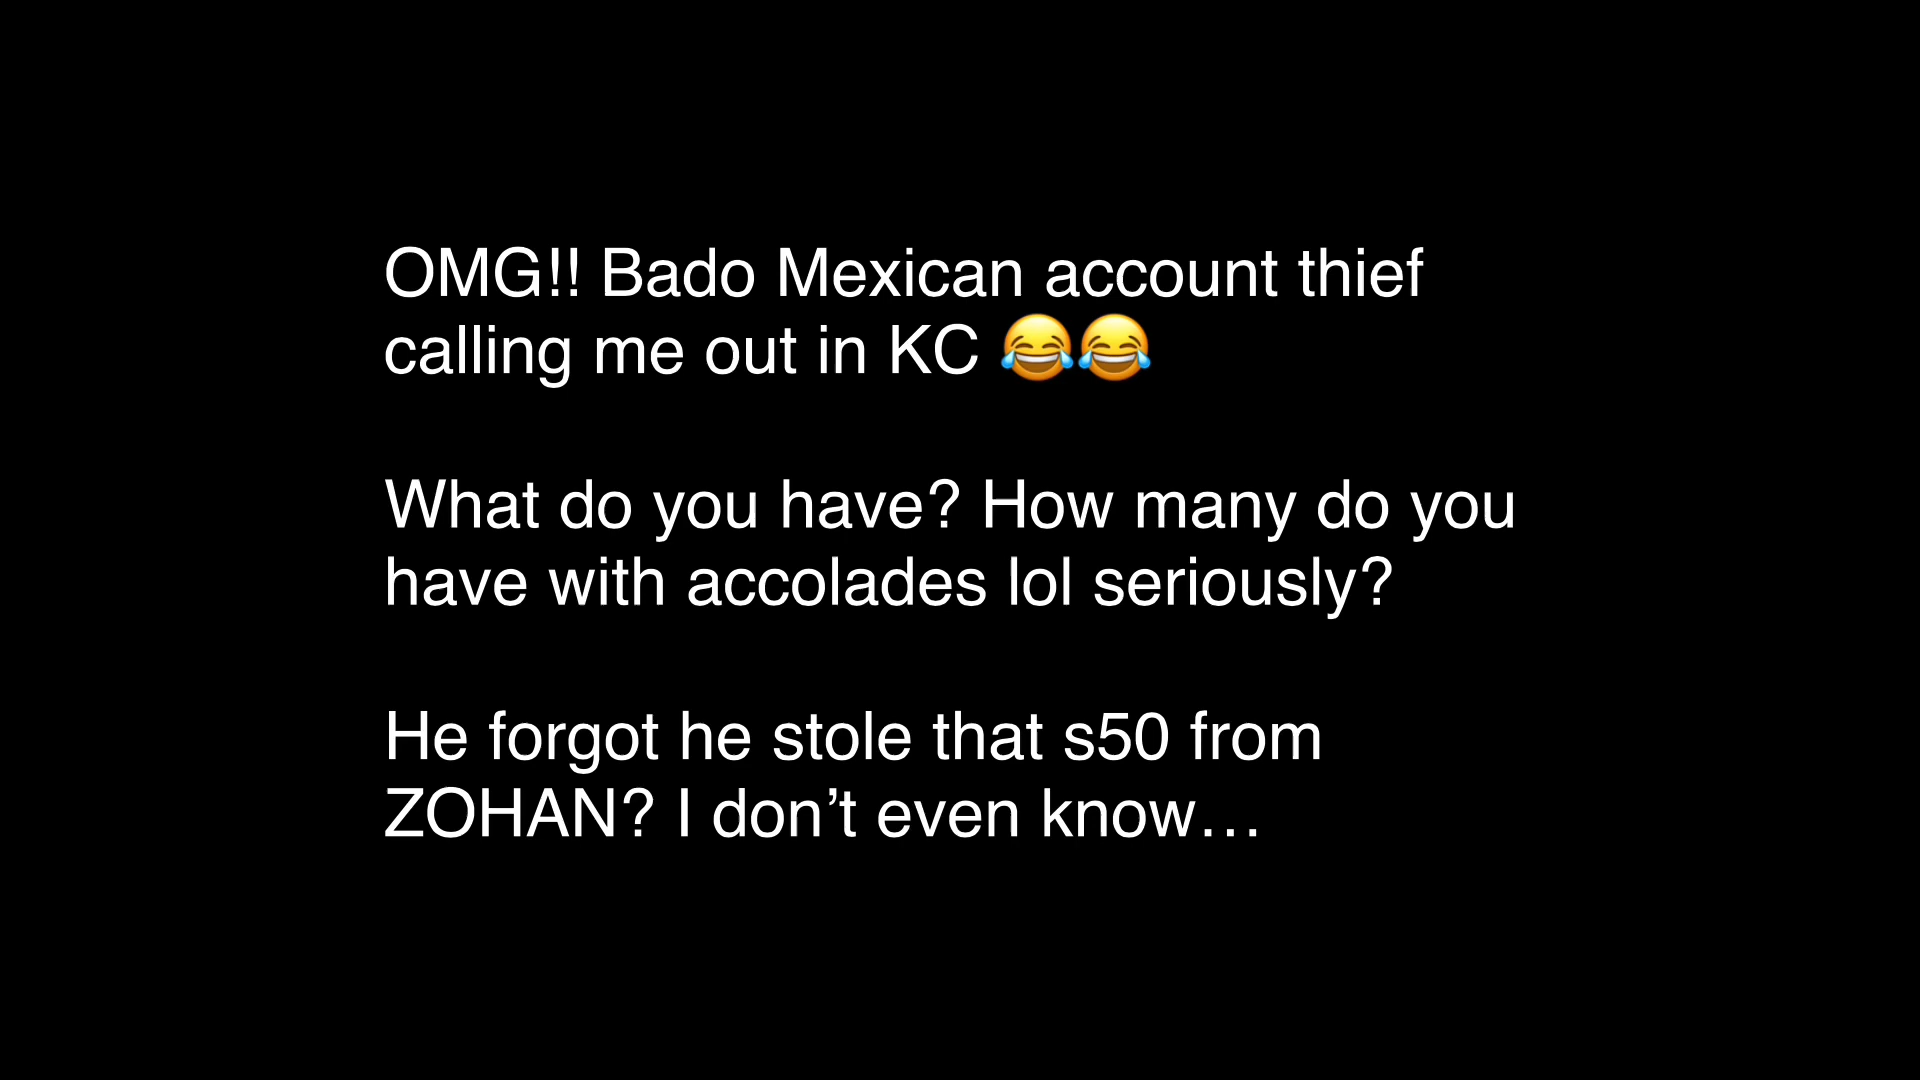 OMG!! Bado Mexican account thief
calling me out in KC 😂😂
What do you have? How many do you
have with accolades lol seriously?
He forgot he stole that s50 from
ZOHAN? I don’t even know…